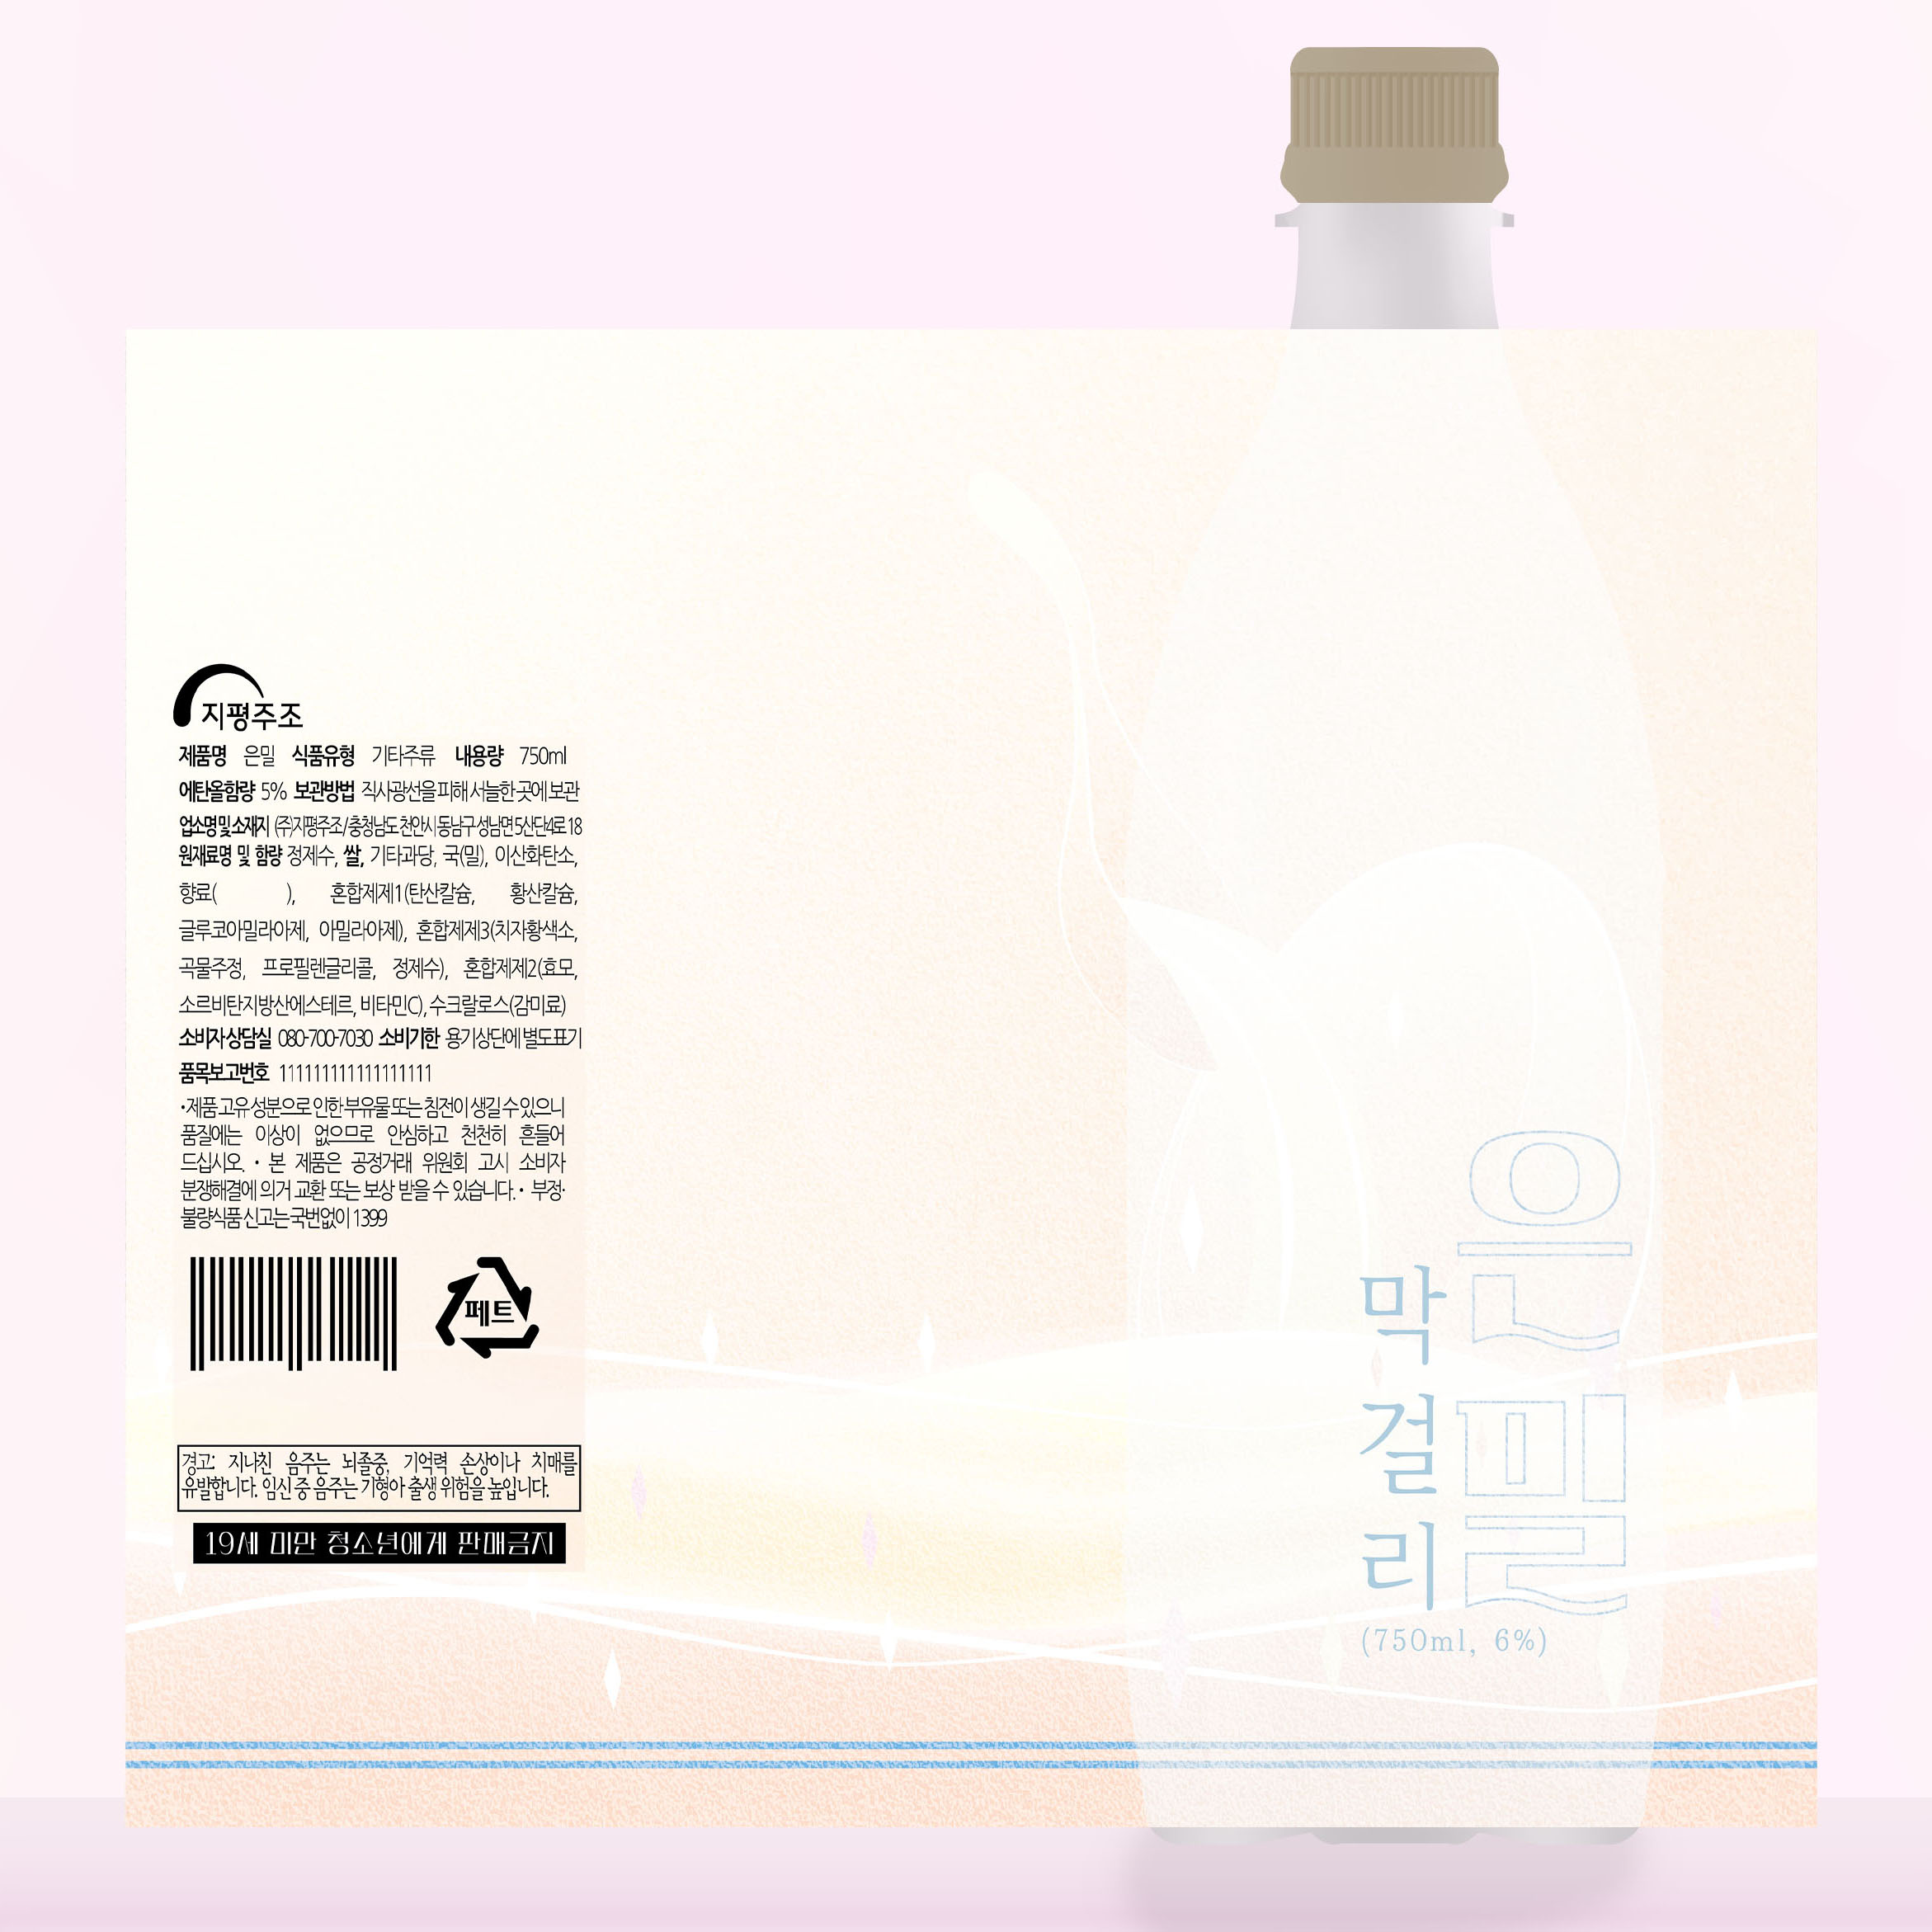 지평주조
제품명 은밀 식품유형 기타주류 내용량 750ml
에탄올함량 5% 보관방법 직사광선을 피해 서늘한 곳에 보관
업소명 및 소재지 (주)지평주조/충청남도 천안시 동남구 성남면 5산단4로 18
원재료명 및 함량 정제수, 쌀, 기타과당, 국(밀), 이산화탄소,
향료( ), 혼합제제1(탄산칼슘, 황산칼슘,
글루코아밀라아제, 아밀라아제), 혼합제제3(치자황색소,
곡물주정, 프로필렌글리콜, 정제수), 혼합제제2(효모,
소르비탄지방산에스테르, 비타민C), 수크랄로스(감미료)
소비자 상담실 080-700-7030 소비기한 용기상단에 별도표기
품목보고번호 111111111111111111
•제품 고유 성분으로 인한 부유물 또는 침전이 생길 수 있으니
품질에는 이상이 없으므로 안심하고 천천히 흔들어
드십시오. • 본 제품은 공정거래 위원회 고시 소비자
분쟁해결에 의거 교환 또는 보상 받을 수 있습니다. • 부정·
불량식품 신고는 국번없이 1399
페트
경고: 지나친 음주는 뇌졸중, 기억력 손상이나 치매를
유발합니다. 임신 중 음주는 기형아 출생 위험을 높입니다.
19세 미만 청소년에게 판매금지
은밀
막걸리
(750ml, 6%)